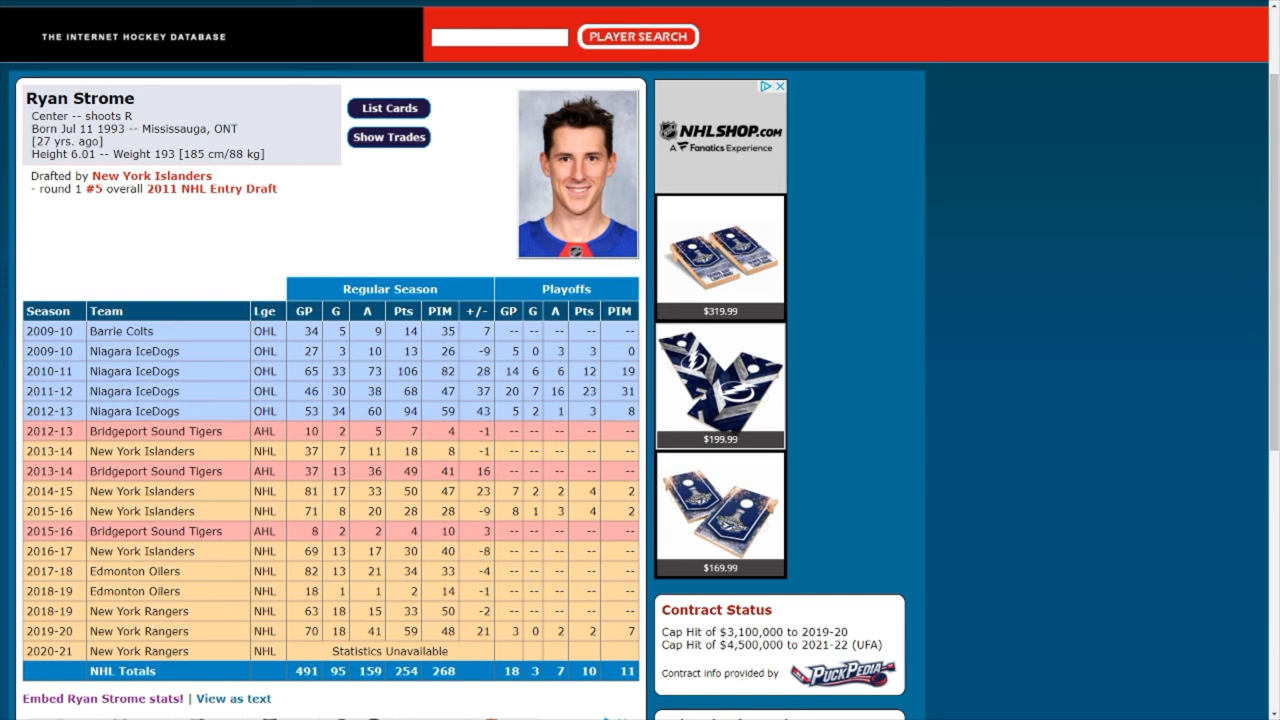 THE INTERNET HOCKEY DATABASE
PLAYER SEARCH
Ryan Strome
Center -- shoots R
Born Jul 11 1993 -- Mississauga, ONT
[27 yrs. ago]
Height 6.01 -- Weight 193 [185 cm/88 kg]
Drafted by New York Islanders
- round 1 #5 overall 2011 NHL Entry Draft
List Cards
Show Trades
Regular Season Playoffs
Season Team Lge GP G A Pts PIM +/- GP G A Pts PIM
2009-10 Barrie Colts OHL 34 5 9 14 35 7 -- -- -- -- --
2009-10 Niagara IceDogs OHL 27 3 10 13 26 -9 5 0 3 3 0
2010-11 Niagara IceDogs OHL 65 33 73 106 82 28 14 6 6 12 19
2011-12 Niagara IceDogs OHL 46 30 38 68 47 37 20 7 16 23 31
2012-13 Niagara IceDogs OHL 53 34 60 94 59 43 5 2 1 3 8
2012-13 Bridgeport Sound Tigers AHL 10 2 5 7 4 -1 -- -- -- -- --
2013-14 New York Islanders NHL 37 7 11 18 8 -1 -- -- -- -- --
2013-14 Bridgeport Sound Tigers AHL 37 13 36 49 41 16 -- -- -- -- --
2014-15 New York Islanders NHL 81 17 33 50 47 23 7 2 2 4 2
2015-16 New York Islanders NHL 71 8 20 28 28 -9 8 1 3 4 2
2015-16 Bridgeport Sound Tigers AHL 8 2 2 4 10 3 -- -- -- -- --
2016-17 New York Islanders NHL 69 13 17 30 40 -8 -- -- -- -- --
2017-18 Edmonton Oilers NHL 82 13 21 34 33 -4 -- -- -- -- --
2018-19 Edmonton Oilers NHL 18 1 1 2 14 -1 -- -- -- -- --
2018-19 New York Rangers NHL 63 18 15 33 50 -2 -- -- -- -- --
2019-20 New York Rangers NHL 70 18 41 59 48 21 3 0 2 2 7
2020-21 New York Rangers NHL Statistics Unavailable
NHL Totals 491 95 159 254 268 18 3 7 10 11
Embed Ryan Strome stats! | View as text
NHLSHOP.COM
A Fanatics Experience
$319.99
$199.99
$169.99
Contract Status
Cap Hit of $3,100,000 to 2019-20
Cap Hit of $4,500,000 to 2021-22 (UFA)
Contract info provided by PUCKPEDIA